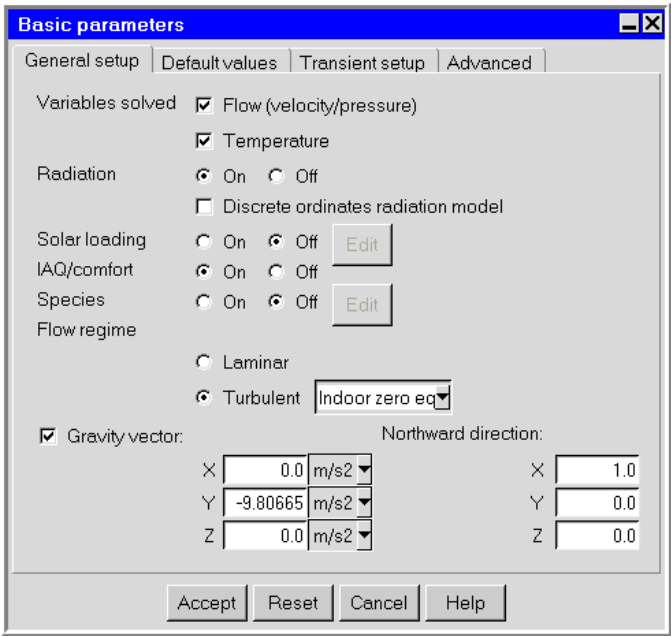 Basic parameters
General setup Default values Transient setup Advanced
Variables solved Flow (velocity/pressure)
Temperature
Radiation On Off
Discrete ordinates radiation model
Solar loading On Off Edit
IAQ/comfort On Off
Species On Off Edit
Flow regime
Laminar
Turbulent Indoor zero eq
Gravity vector: Northward direction:
X 0.0 m/s2 X 1.0
Y -9.80665 m/s2 Y 0.0
Z 0.0 m/s2 Z 0.0
Accept Reset Cancel Help